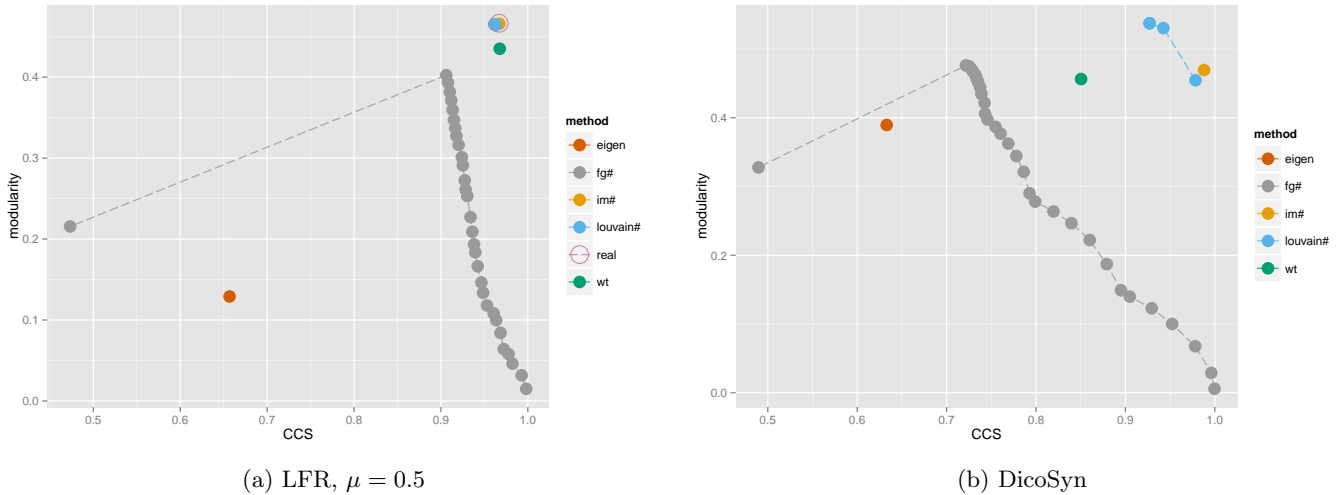 modularity
0.4
0.3
0.2
0.1
0.0
0.5 0.6 0.7 0.8 0.9 1.0
CCS
method
eigen
fg#
im#
louvain#
real
wt
(a) LFR, μ = 0.5
modularity
0.4
0.2
0.0
0.5 0.6 0.7 0.8 0.9 1.0
CCS
method
eigen
fg#
im#
louvain#
wt
(b) DicoSyn